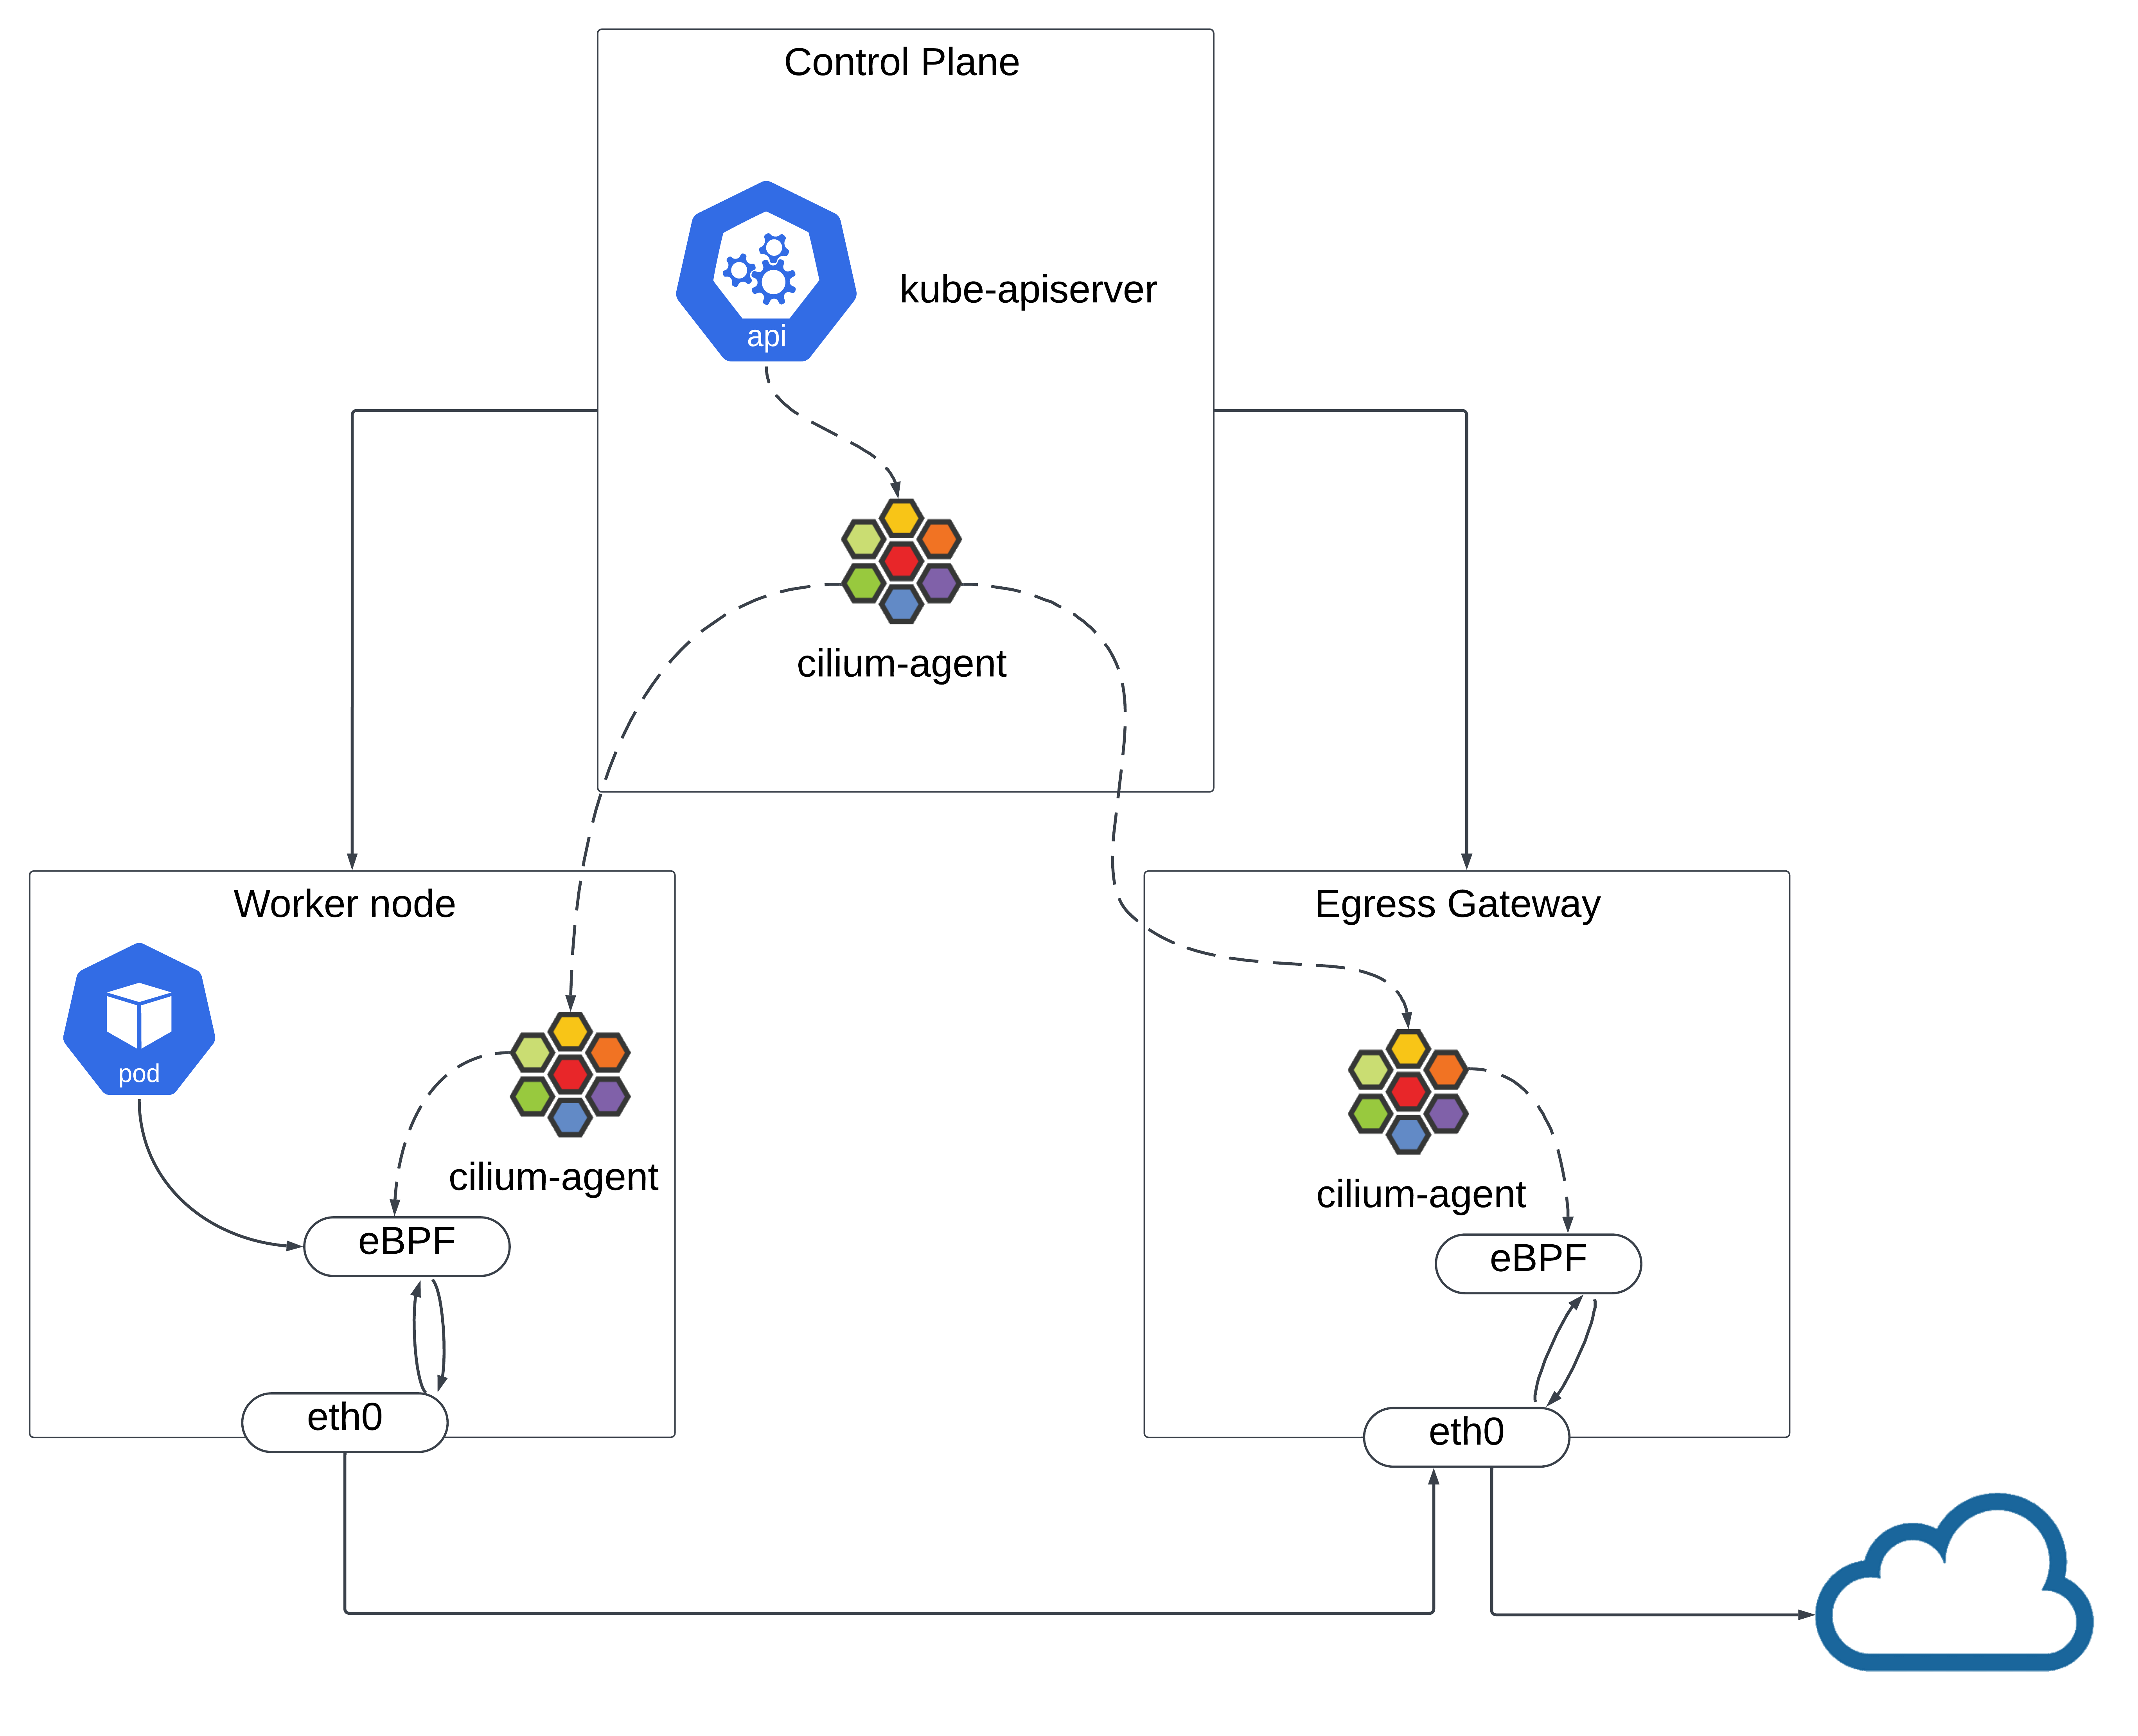 Control Plane
api
kube-apiserver
cilium-agent
Worker node
pod
cilium-agent
eBPF
eth0
Egress Gateway
cilium-agent
eBPF
eth0